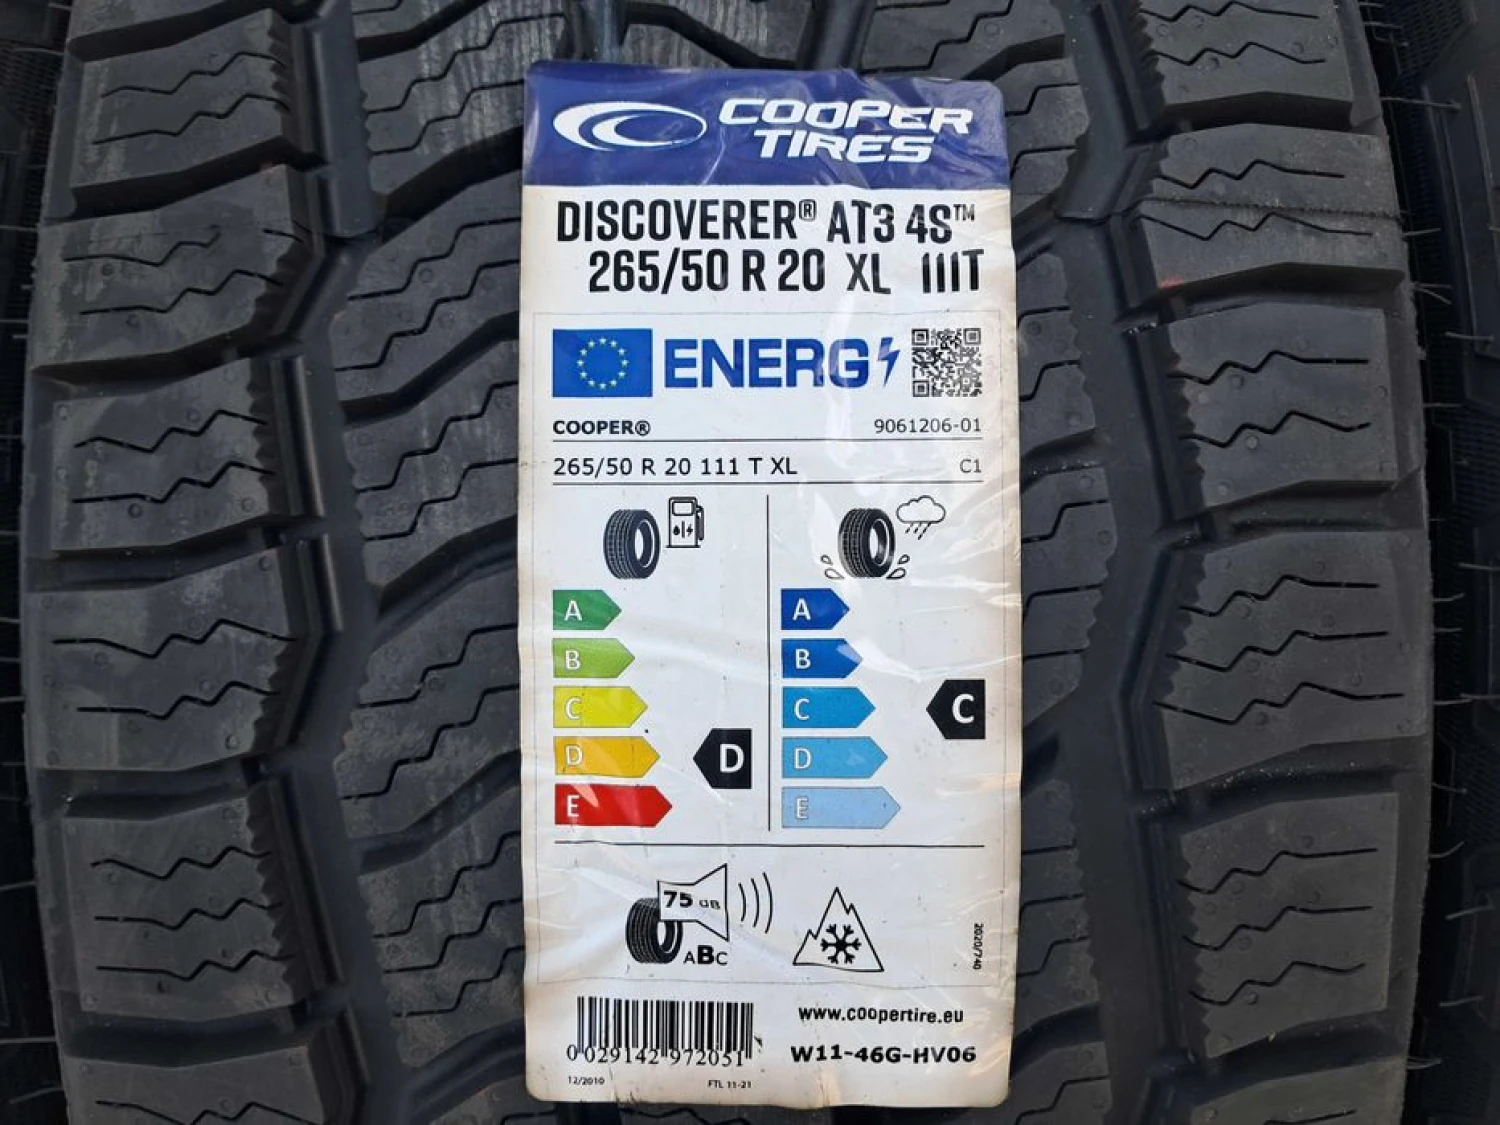 COOPER
TIRES
DISCOVERER® AT3 4S™
265/50 R 20 XL 111T
ENERG
COOPER® 9061206-01
265/50 R 20 111 T XL C1
A A
B B
C C C
D D D
E E
75 dB
ABC
2020/740
www.coopertire.eu
0 029142 972051
W11-46G-HV06
12/2010 FTL 11-21